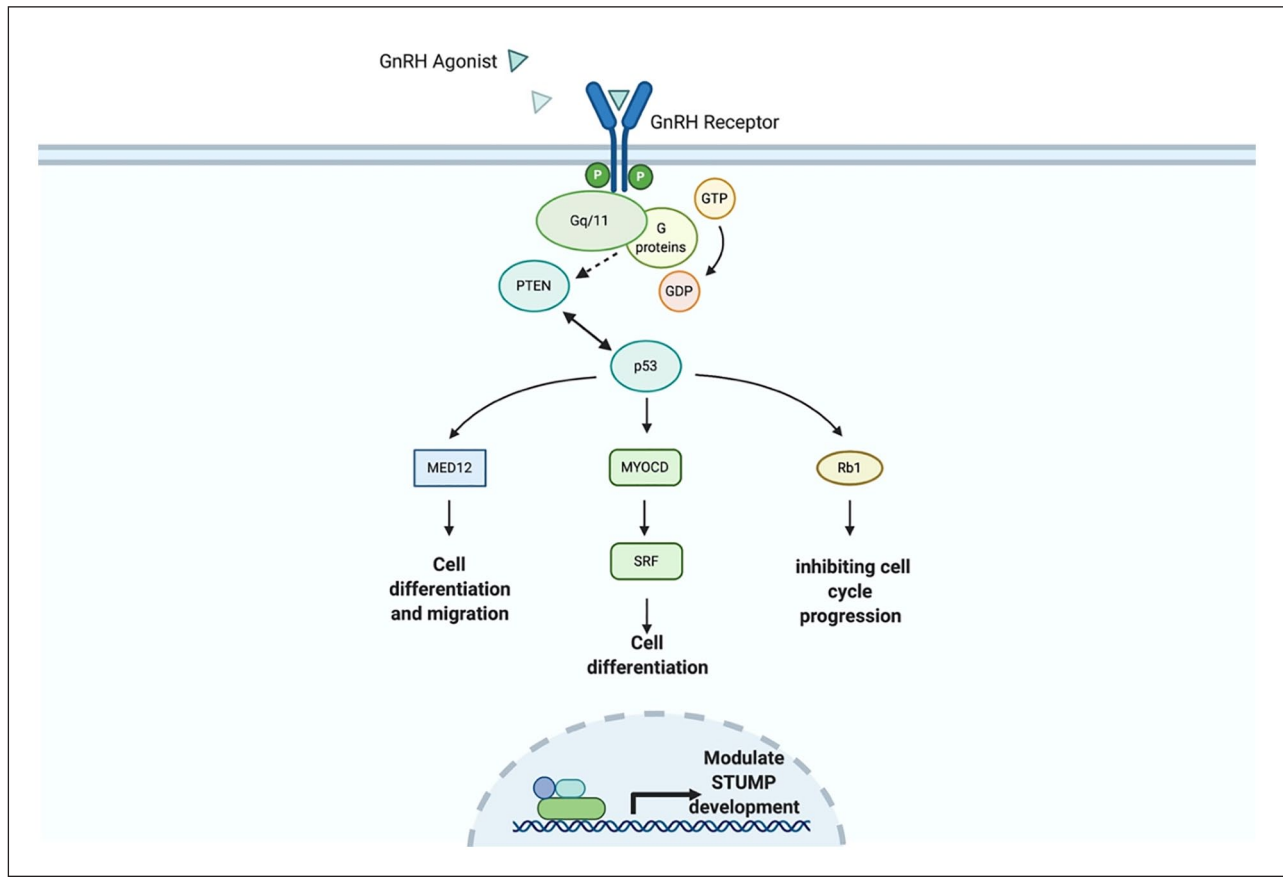 GnRH Agonist
GnRH Receptor
P
P
GTP
Gq/11
G
proteins
PTEN
GDP
p53
MED12
MYOCD
Rb1
Cell
differentiation
and migration
SRF
inhibiting cell
cycle
progression
Cell
differentiation
Modulate
STUMP
development